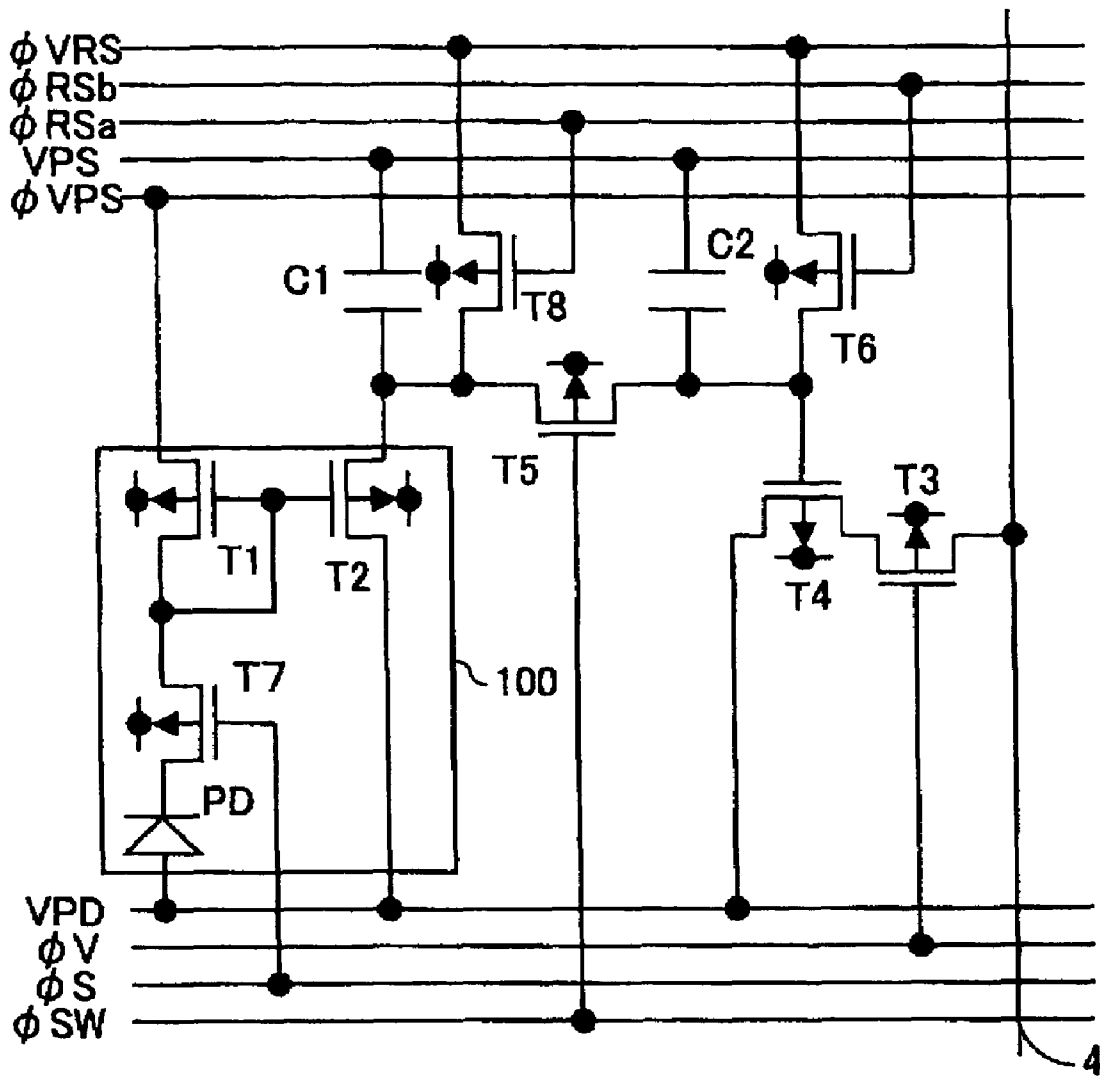 ϕVRS
ϕRSb
ϕRSa
VPS
ϕVPS
C1
T8
C2
T6
T5
T3
T1
T2
T4
T7
100
PD
VPD
ϕV
ϕS
ϕSW
4